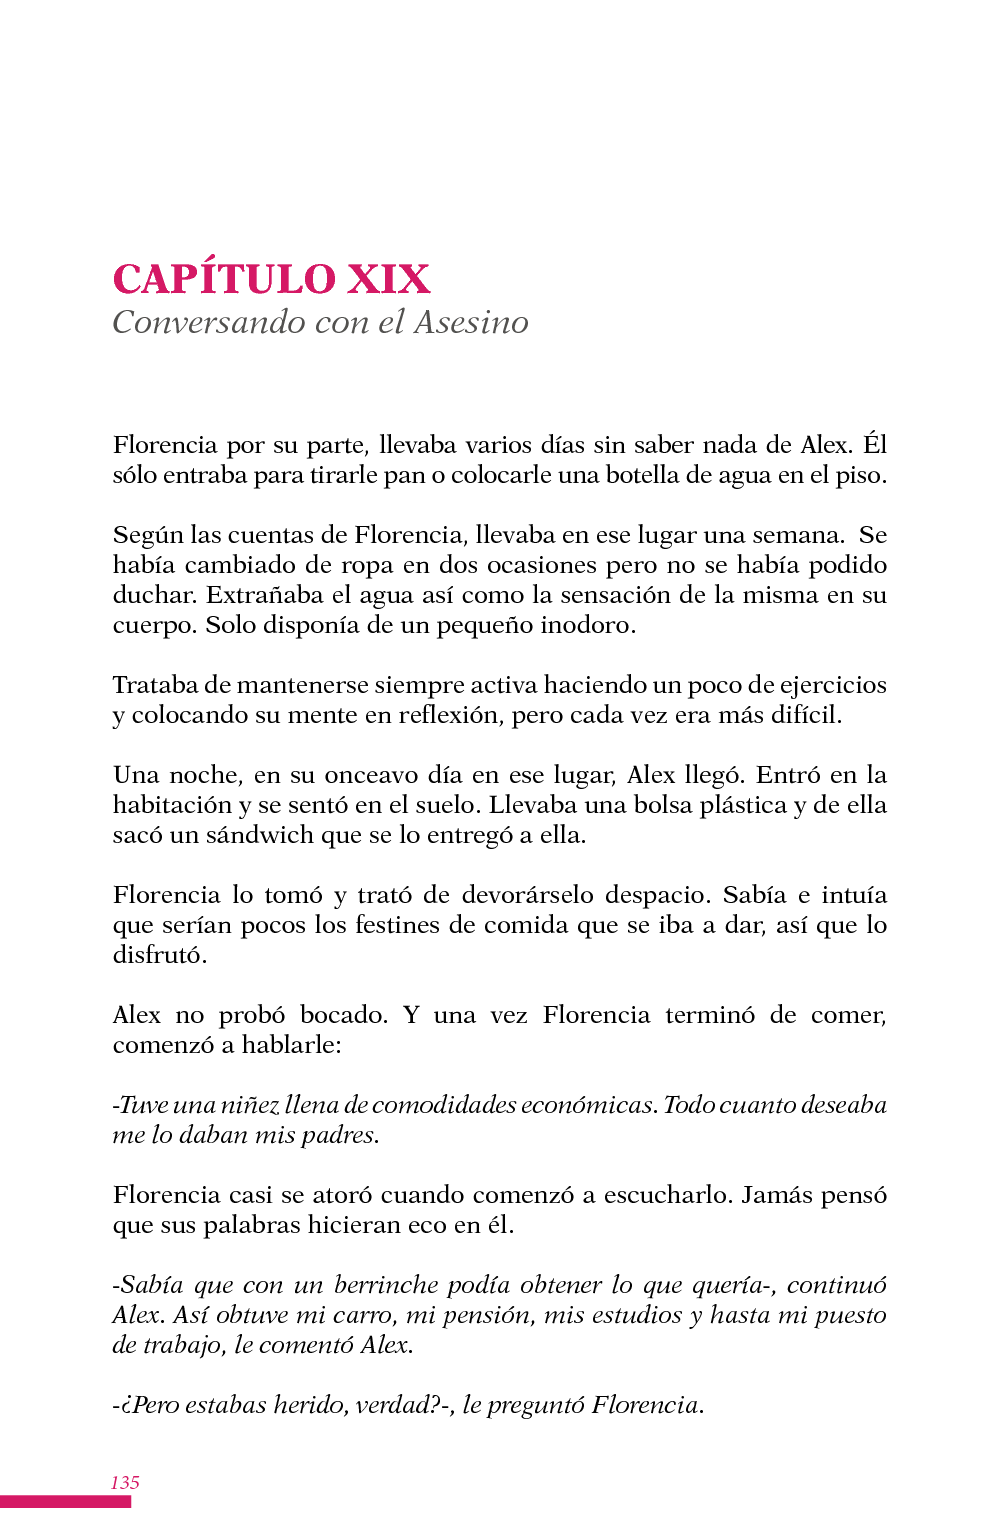 CAPÍTULO XIX
Conversando con el Asesino
Florencia por su parte, llevaba varios días sin saber nada de Alex. Él
sólo entraba para tirarle pan o colocarle una botella de agua en el piso.
Según las cuentas de Florencia, llevaba en ese lugar una semana.  Se
había cambiado de ropa en dos ocasiones pero no se había podido
duchar. Extrañaba el agua así como la sensación de la misma en su
cuerpo. Solo disponía de un pequeño inodoro.
Trataba de mantenerse siempre activa haciendo un poco de ejercicios
y colocando su mente en reflexión, pero cada vez era más difícil.
Una noche, en su onceavo día en ese lugar, Alex llegó. Entró en la
habitación y se sentó en el suelo. Llevaba una bolsa plástica y de ella
sacó un sándwich que se lo entregó a ella.
Florencia lo tomó y trató de devorárselo despacio. Sabía e intuía
que serían pocos los festines de comida que se iba a dar, así que lo
disfrutó.
Alex no probó bocado. Y una vez Florencia terminó de comer,
comenzó a hablarle:
-Tuve una niñez llena de comodidades económicas. Todo cuanto deseaba
me lo daban mis padres.
Florencia casi se atoró cuando comenzó a escucharlo. Jamás pensó
que sus palabras hicieran eco en él.
-Sabía que con un berrinche podía obtener lo que quería-, continuó
Alex. Así obtuve mi carro, mi pensión, mis estudios y hasta mi puesto
de trabajo, le comentó Alex.
-¿Pero estabas herido, verdad?-, le preguntó Florencia.
135